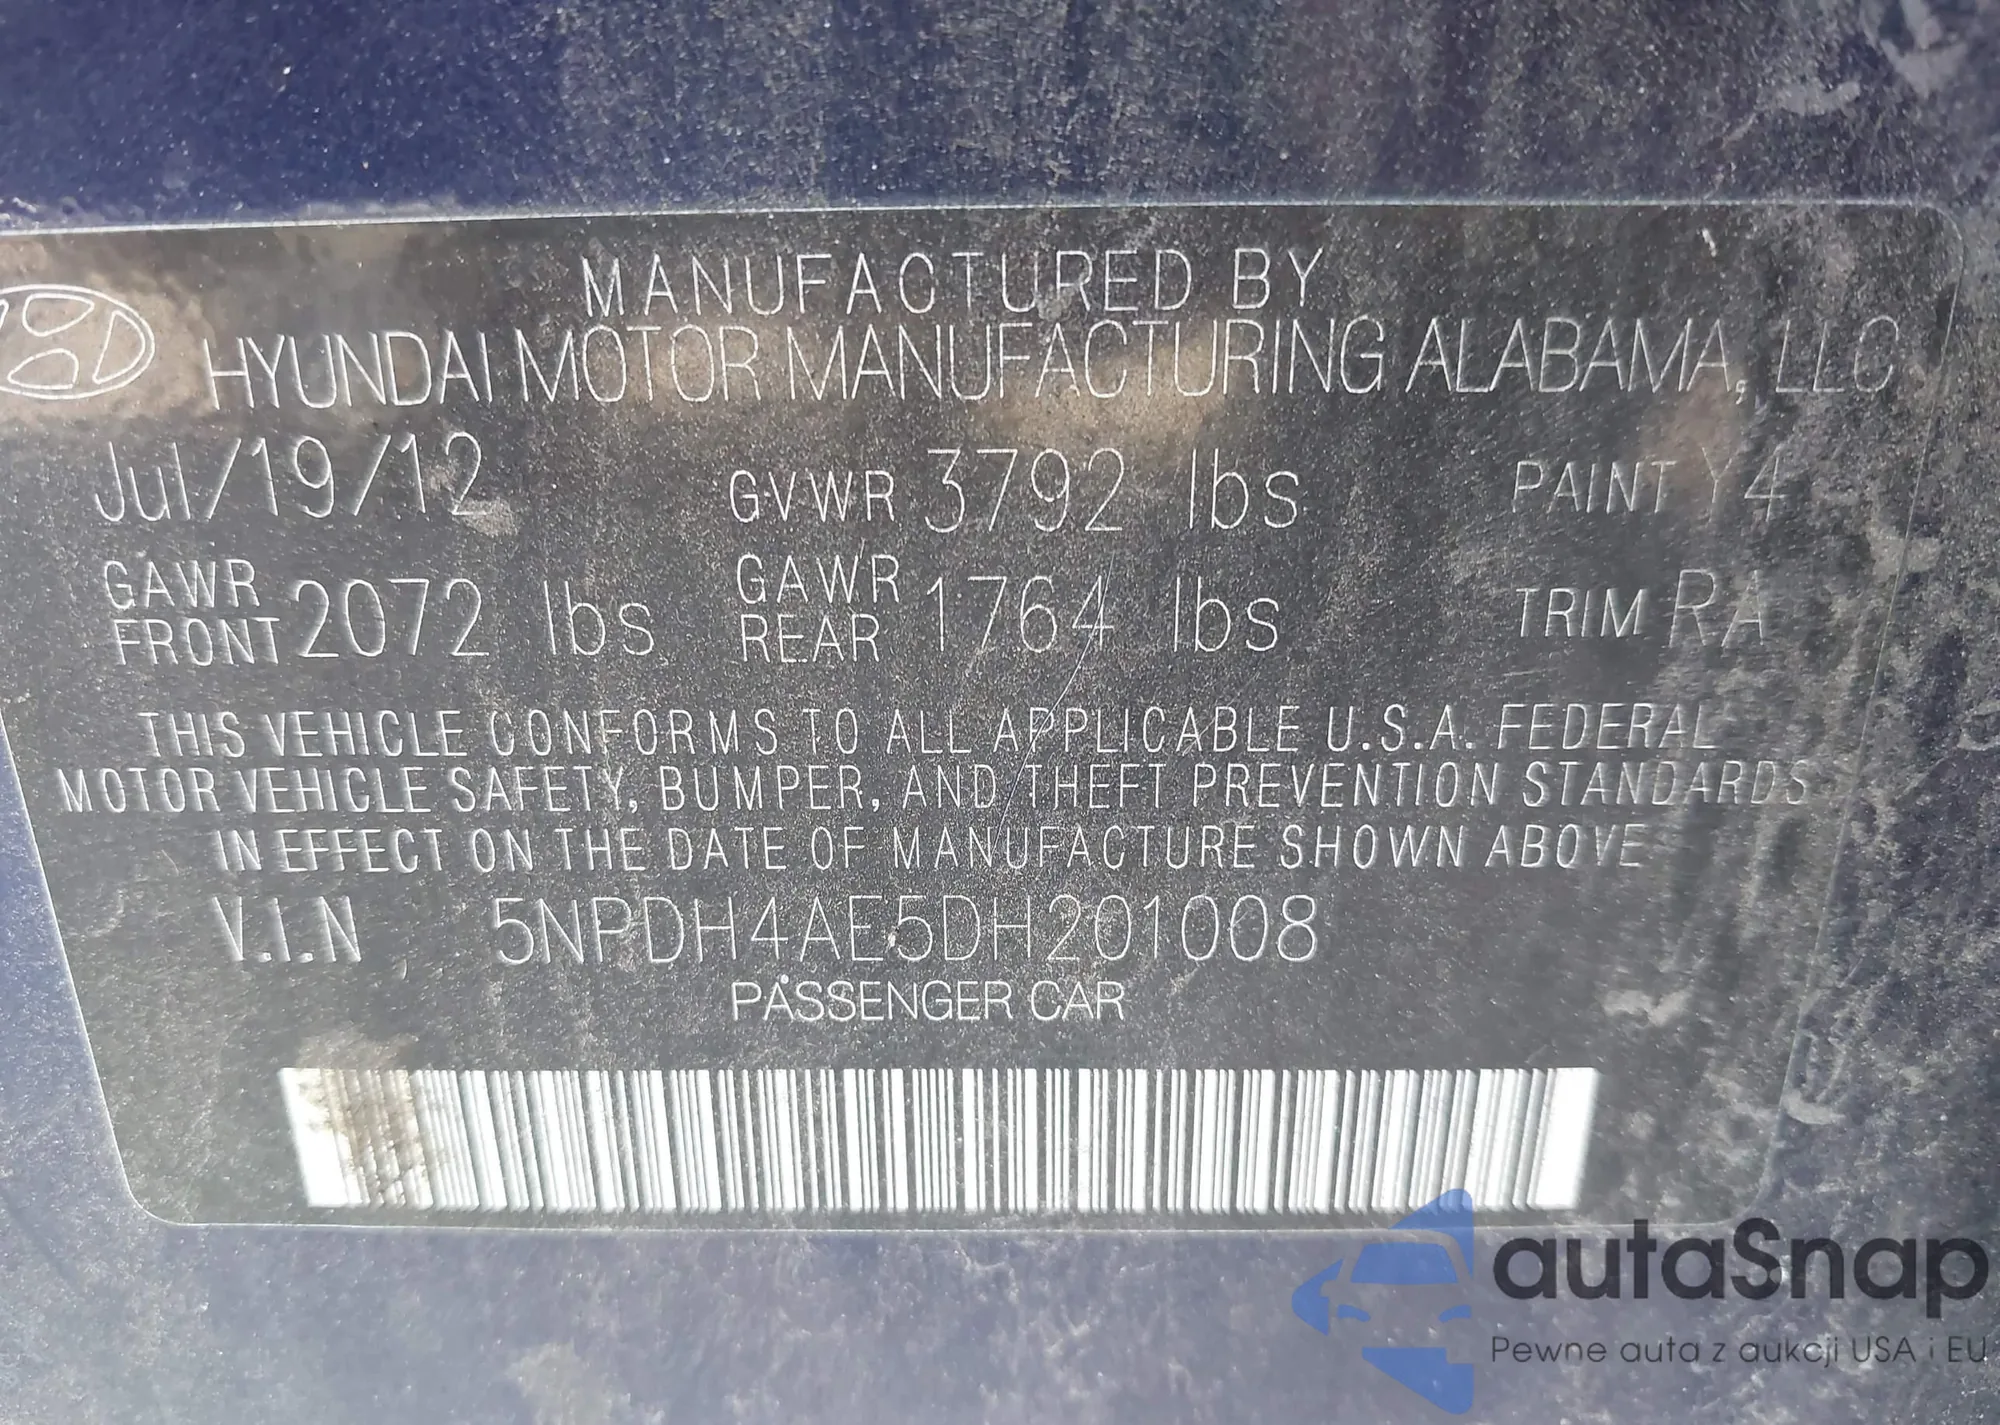 MANUFACTURED BY
HYUNDAI MOTOR MANUFACTURING ALABAMA, LLC
Jul/19/12 GVWR 3792 lbs PAINT Y4
GAWR FRONT 2072 lbs GAWR REAR 1764 lbs TRIM RA
THIS VEHICLE CONFORMS TO ALL APPLICABLE U.S.A. FEDERAL
MOTOR VEHICLE SAFETY, BUMPER, AND THEFT PREVENTION STANDARDS
IN EFFECT ON THE DATE OF MANUFACTURE SHOWN ABOVE
V.I.N 5NPDH4AE5DH201008
PASSENGER CAR
autaSnap
Pewne auta z aukcji USA i EU